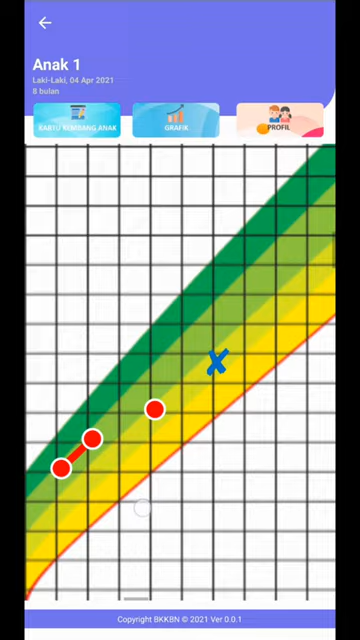 Anak 1
Laki-Laki, 04 Apr 2021
8 bulan
KARTU KEMBANG ANAK
GRAFIK
PROFIL
Copyright BKKBN © 2021 Ver 0.0.1